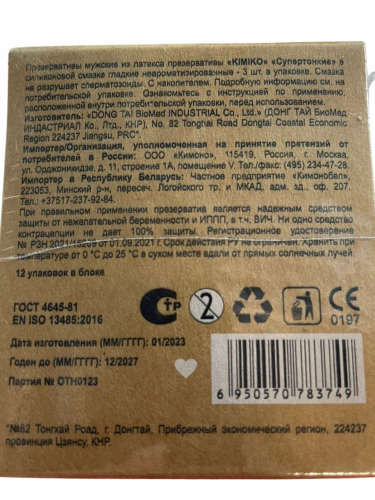 Презервативы мужские из латекса презервативы «KIMIKO» «Супертонкие» в
силиконовой смазке гладкие неароматизированные - 3 шт. в упаковке. Смазка
не разрушает сперматозоиды. С накопителем. Подробную информацию см. на
потребительской упаковке. Ознакомьтесь с инструкцией по применению,
расположенной внутри потребительской упаковки, перед использованием.
Изготовитель: «DONG TAI BioMed INDUSTRIAL Co., Ltd.» (ДОНГ ТАЙ БиоМед
ИНДАСТРИАЛ Ко., Лтд., КНР), No. 82 Tonghai Road Dongtai Coastal Economic
Region 224237 Jiangsu, PRC*.
Импортер/Организация, уполномоченная на принятие претензий от
потребителей в России: ООО «Кимоно», 115419, Россия, г. Москва,
ул. Орджоникидзе, д. 11, строение 1А, помещение V. Тел./факс: (495) 234-47-28.
Импортер в Республику Беларусь: Частное предприятие «Кимонобел»,
223053, Минский р-н, пересеч. Логойского тр. и МКАД, адм. зд., оф. 207.
Тел. +37517-237-92-84.
При правильном применении презерватив является надежным средством
защиты от нежелательной беременности и ИППП, в т.ч. ВИЧ. Ни одно средство
контрацепции не дает 100% защиты. Регистрационное удостоверение
№ РЗН 2021/15209 от 01.09.2021 г. Срок действия РУ не ограничен. Хранить при
температуре от 0 °С до 25 °С в сухом месте вдали от прямых солнечных лучей.
12 упаковок в блоке
ГОСТ 4645-81
EN ISO 13485:2016
Дата изготовления (ММ/ГГГГ): 01/2023
Годен до (ММ/ГГГГ): 12/2027
Партия № OTH0123
2
CE
0197
6 950570 783749
*№82 Тонгхай Роад, г. Донгтай, Прибрежный экономический регион, 224237
провинция Цзянсу, КНР.